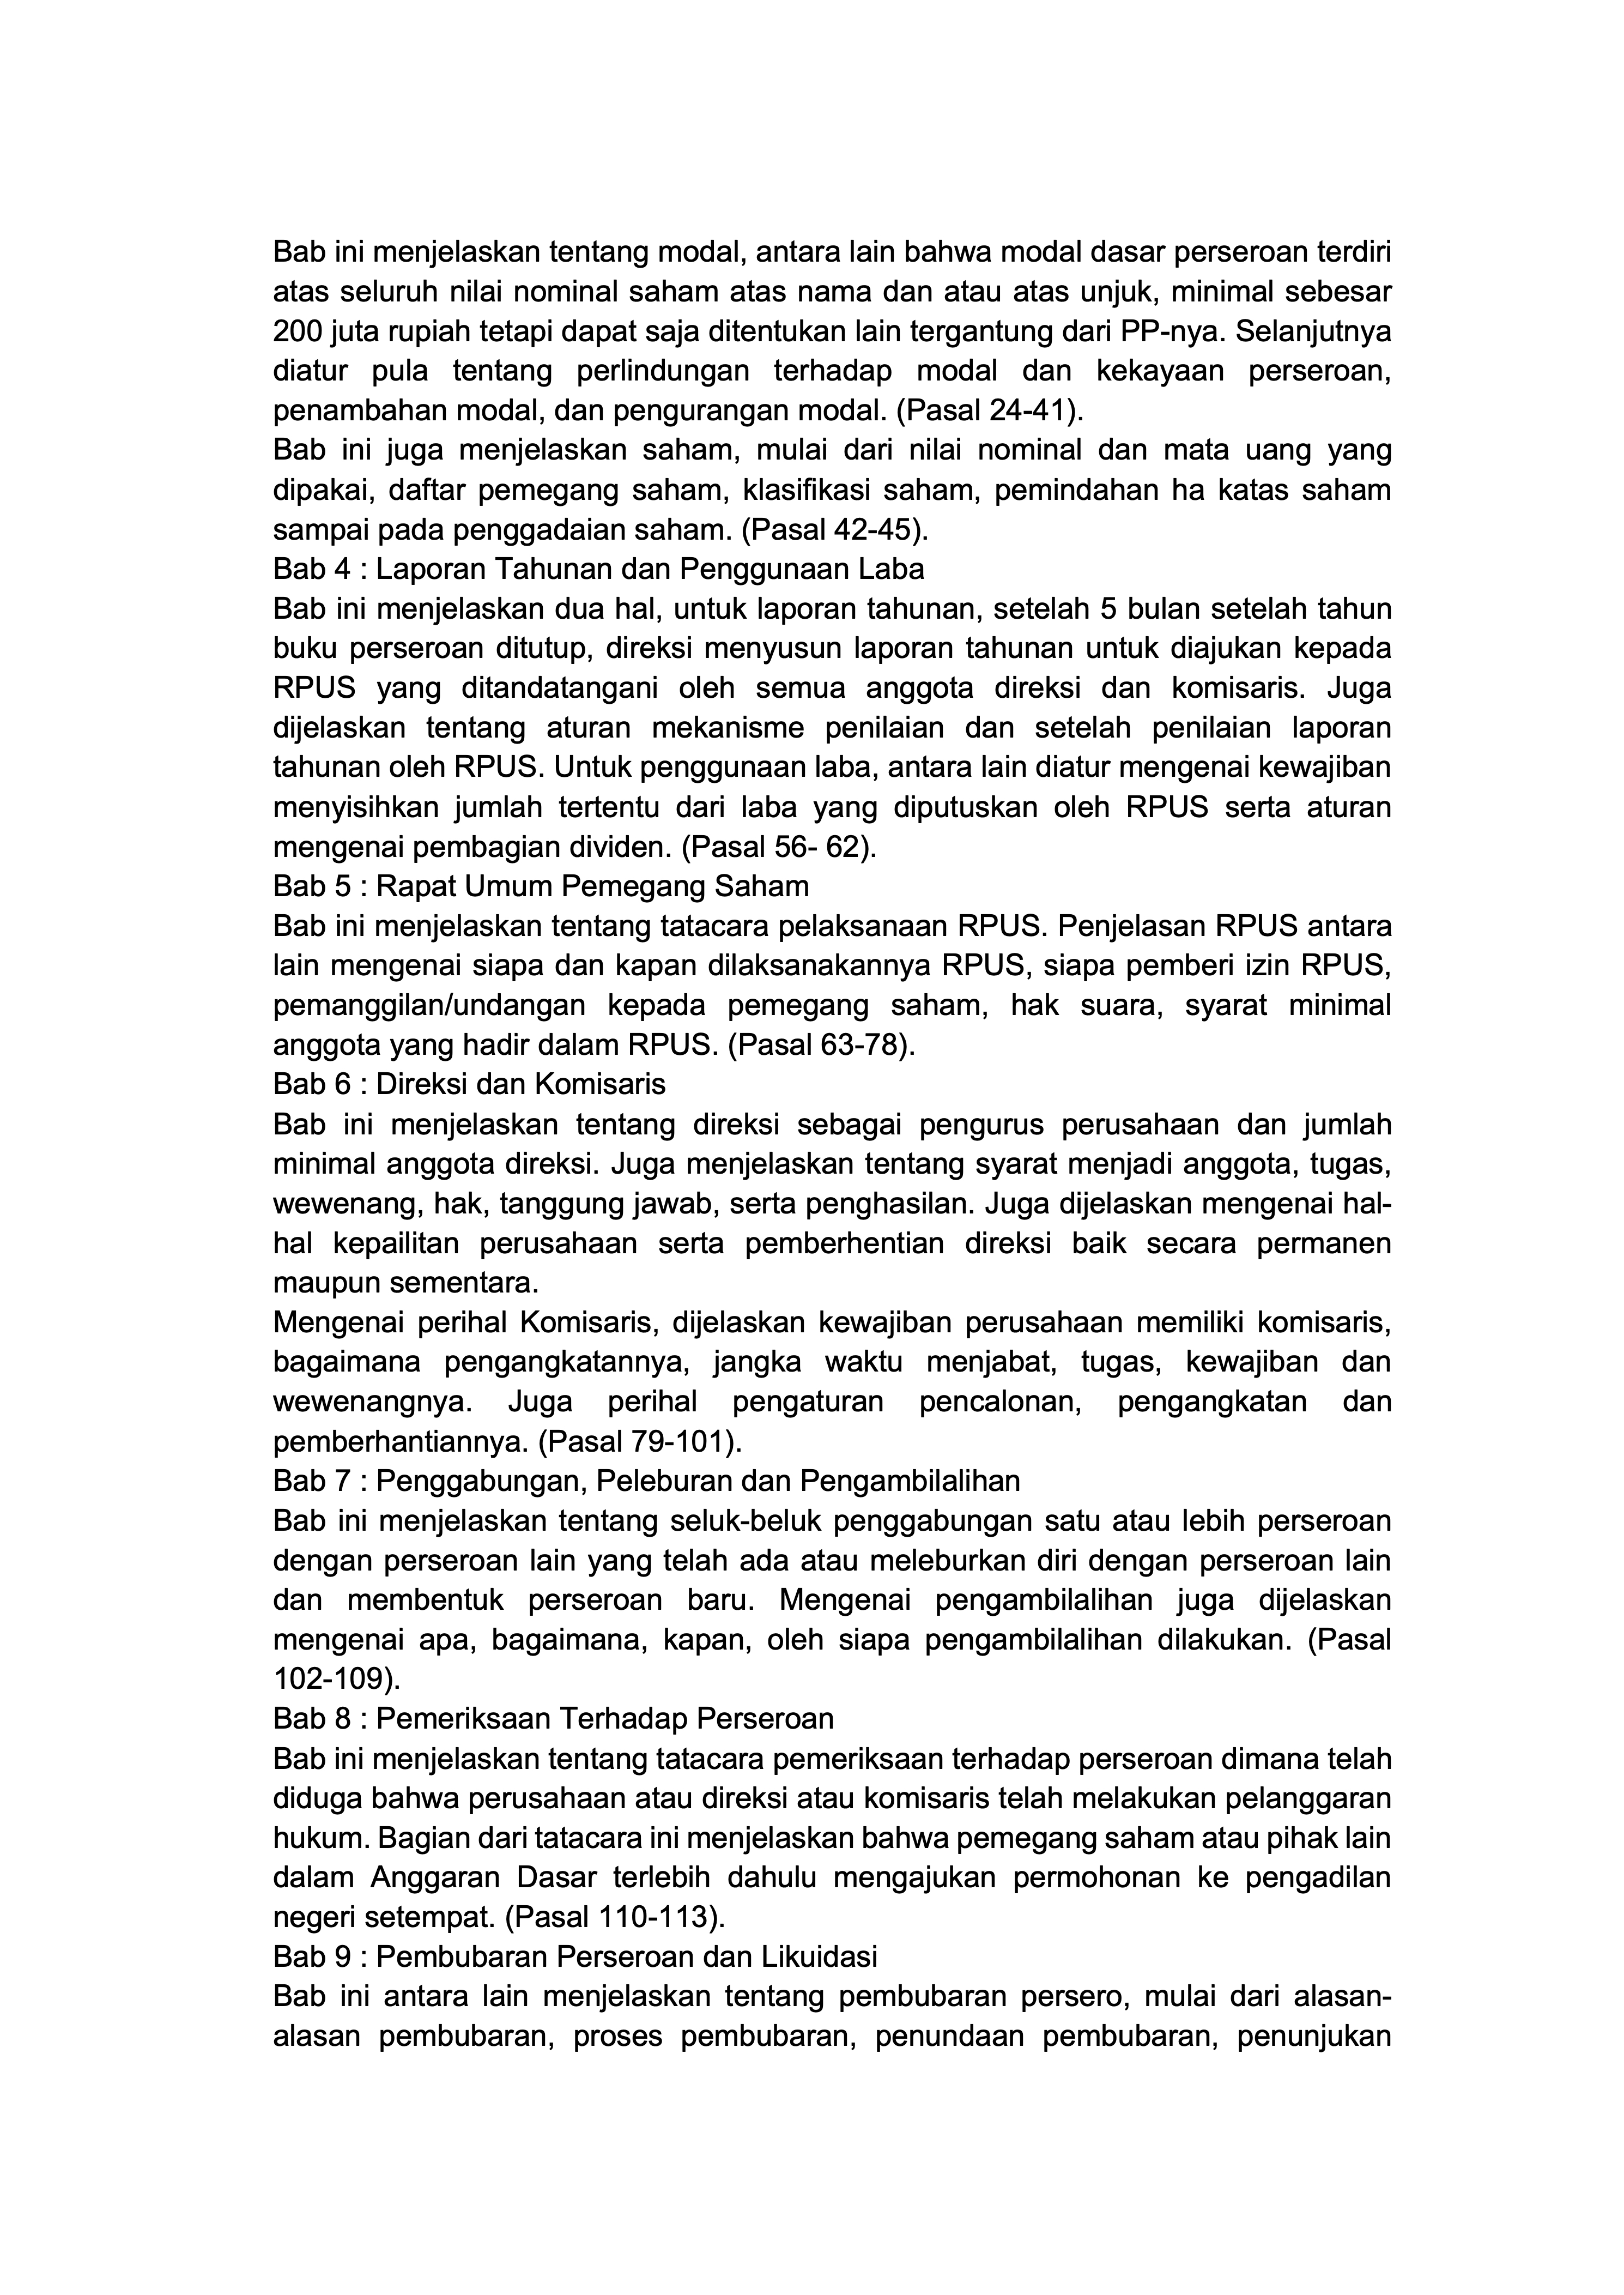 Bab ini menjelaskan tentang modal, antara lain bahwa modal dasar perseroan terdiri
atas seluruh nilai nominal saham atas nama dan atau atas unjuk, minimal sebesar
200 juta rupiah tetapi dapat saja ditentukan lain tergantung dari PP-nya. Selanjutnya
diatur pula tentang perlindungan terhadap modal dan kekayaan perseroan,
penambahan modal, dan pengurangan modal. (Pasal 24-41).
Bab ini juga menjelaskan saham, mulai dari nilai nominal dan mata uang yang
dipakai, daftar pemegang saham, klasifikasi saham, pemindahan ha katas saham
sampai pada penggadaian saham. (Pasal 42-45).
Bab 4 : Laporan Tahunan dan Penggunaan Laba
Bab ini menjelaskan dua hal, untuk laporan tahunan, setelah 5 bulan setelah tahun
buku perseroan ditutup, direksi menyusun laporan tahunan untuk diajukan kepada
RPUS yang ditandatangani oleh semua anggota direksi dan komisaris. Juga
dijelaskan tentang aturan mekanisme penilaian dan setelah penilaian laporan
tahunan oleh RPUS. Untuk penggunaan laba, antara lain diatur mengenai kewajiban
menyisihkan jumlah tertentu dari laba yang diputuskan oleh RPUS serta aturan
mengenai pembagian dividen. (Pasal 56- 62).
Bab 5 : Rapat Umum Pemegang Saham
Bab ini menjelaskan tentang tatacara pelaksanaan RPUS. Penjelasan RPUS antara
lain mengenai siapa dan kapan dilaksanakannya RPUS, siapa pemberi izin RPUS,
pemanggilan/undangan kepada pemegang saham, hak suara, syarat minimal
anggota yang hadir dalam RPUS. (Pasal 63-78).
Bab 6 : Direksi dan Komisaris
Bab ini menjelaskan tentang direksi sebagai pengurus perusahaan dan jumlah
minimal anggota direksi. Juga menjelaskan tentang syarat menjadi anggota, tugas,
wewenang, hak, tanggung jawab, serta penghasilan. Juga dijelaskan mengenai hal-
hal kepailitan perusahaan serta pemberhentian direksi baik secara permanen
maupun sementara.
Mengenai perihal Komisaris, dijelaskan kewajiban perusahaan memiliki komisaris,
bagaimana pengangkatannya, jangka waktu menjabat, tugas, kewajiban dan
wewenangnya. Juga perihal pengaturan pencalonan, pengangkatan dan
pemberhantiannya. (Pasal 79-101).
Bab 7 : Penggabungan, Peleburan dan Pengambilalihan
Bab ini menjelaskan tentang seluk-beluk penggabungan satu atau lebih perseroan
dengan perseroan lain yang telah ada atau meleburkan diri dengan perseroan lain
dan membentuk perseroan baru. Mengenai pengambilalihan juga dijelaskan
mengenai apa, bagaimana, kapan, oleh siapa pengambilalihan dilakukan. (Pasal
102-109).
Bab 8 : Pemeriksaan Terhadap Perseroan
Bab ini menjelaskan tentang tatacara pemeriksaan terhadap perseroan dimana telah
diduga bahwa perusahaan atau direksi atau komisaris telah melakukan pelanggaran
hukum. Bagian dari tatacara ini menjelaskan bahwa pemegang saham atau pihak lain
dalam Anggaran Dasar terlebih dahulu mengajukan permohonan ke pengadilan
negeri setempat. (Pasal 110-113).
Bab 9 : Pembubaran Perseroan dan Likuidasi
Bab ini antara lain menjelaskan tentang pembubaran persero, mulai dari alasan-
alasan pembubaran, proses pembubaran, penundaan pembubaran, penunjukan